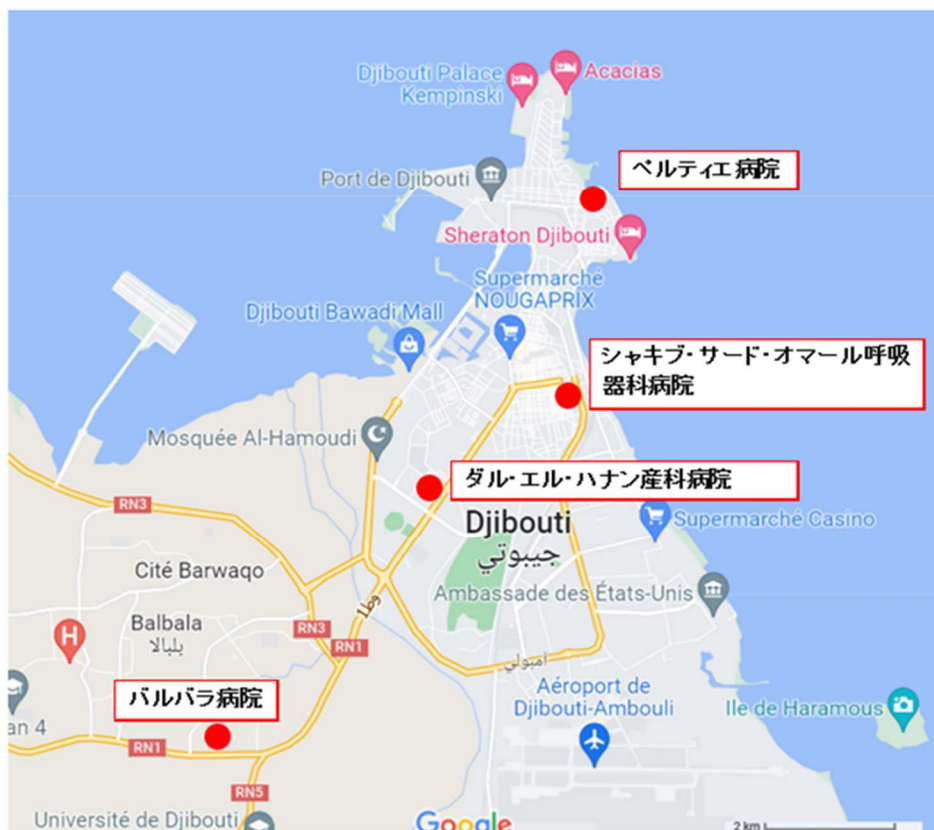 Djibouti Palace
Kempinski
Acacias
ベルティエ病院
Port de Djibouti
Sheraton Djibouti
Supermarché
NOUGAPRIX
Djibouti Bawadi Mall
シャキブ・サード・オマール呼吸
器科病院
Mosquée Al-Hamoudi
ダル・エル・ハナン産科病院
RN3
Djibouti
جيبوتي
Supermarché Casino
Cité Barwaqo
Ambassade des États-Unis
وط1
Balbala
بلبالا
RN3
RN1
H
امبولي
バルバラ病院
Aéroport de
Djibouti-Ambouli
Ile de Haramous
an 4
RN1
RN5
Université de Djibouti
Google
2 km